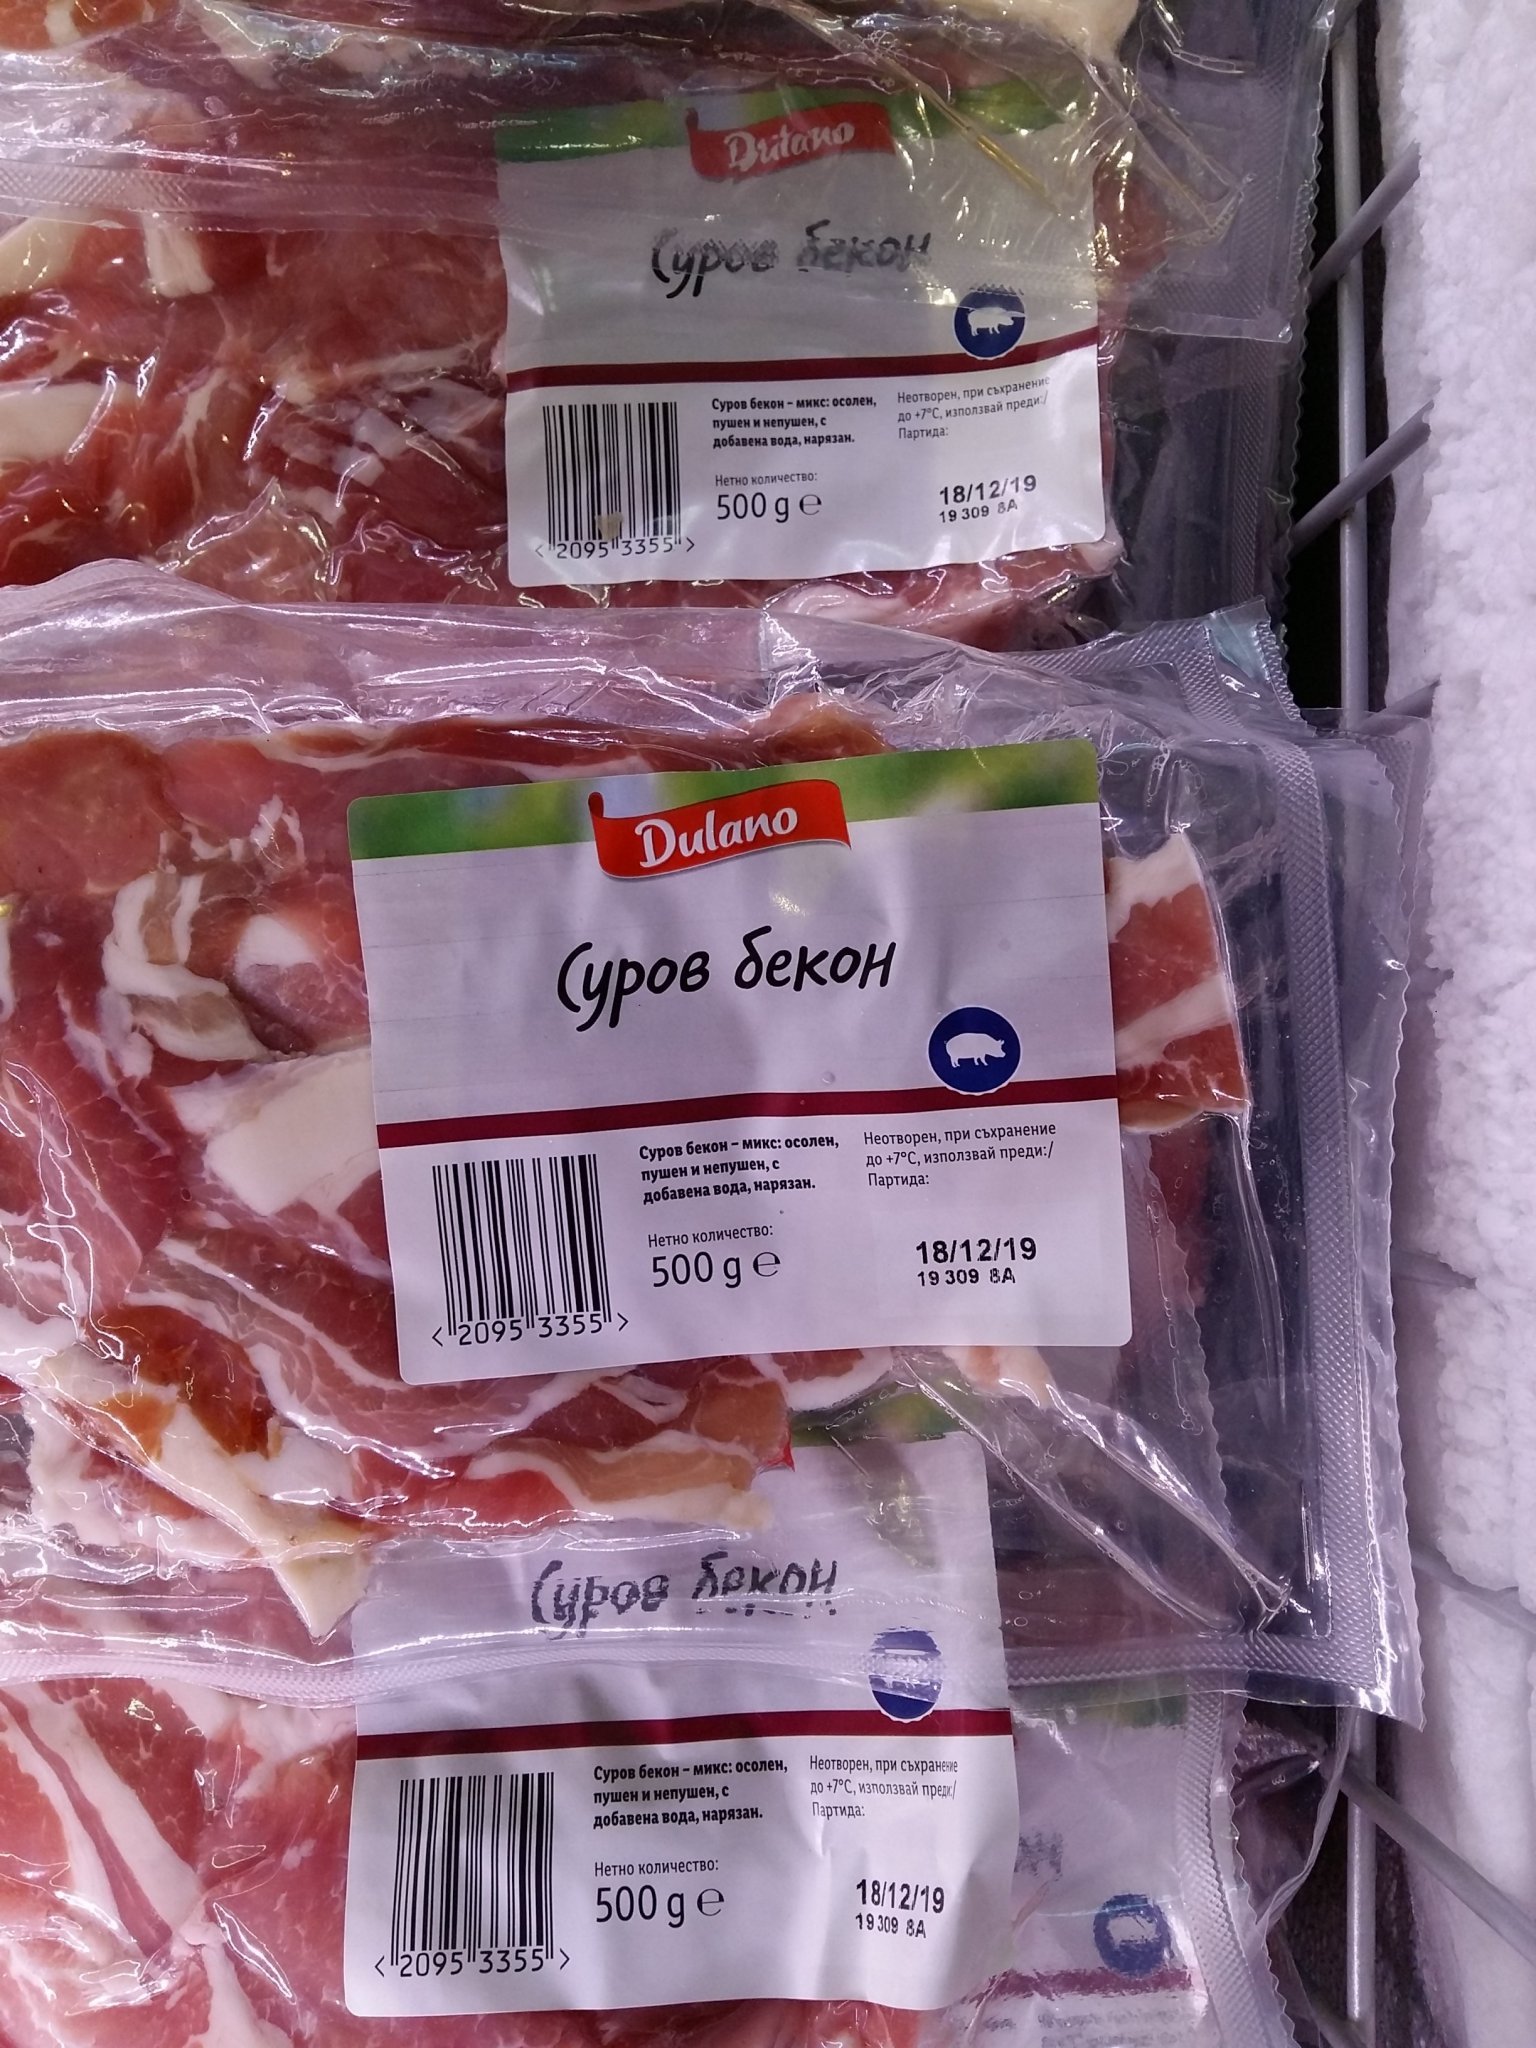 Dulano
Суров бекон
Суров бекон – микс: осолен,
пушен и непушен, с
добавена вода, нарязан.
Неотворен, при съхранение
до +7°C, използвай преди:/
Партида:
Нетно количество:
500 g ℮
18/12/19
19 309 8A
< 2095 3355 >
Dulano
Суров бекон
Суров бекон – микс: осолен,
пушен и непушен, с
добавена вода, нарязан.
Неотворен, при съхранение
до +7°C, използвай преди:/
Партида:
Нетно количество:
500 g ℮
18/12/19
19 309 8A
< 2095 3355 >
Суров бекон
Суров бекон – микс: осолен,
пушен и непушен, с
добавена вода, нарязан.
Неотворен, при съхранение
до +7°C, използвай преди:/
Партида:
Нетно количество:
500 g ℮
18/12/19
19 309 8A
< 2095 3355 >